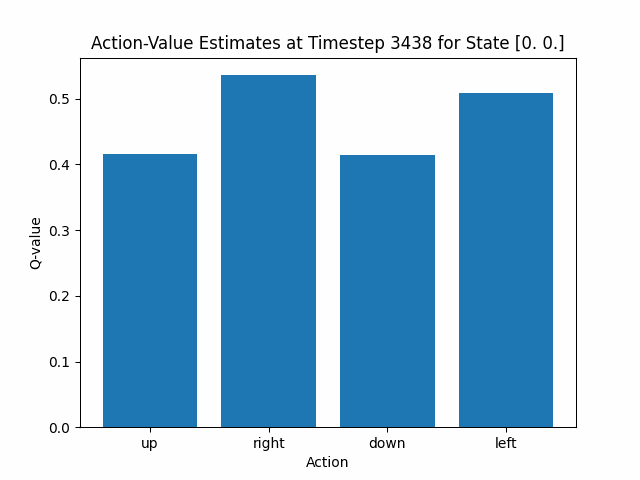 Action-Value Estimates at Timestep 3438 for State [0. 0.]
0.5
0.4
0.3
0.2
0.1
0.0
Q-value
up right down left
Action